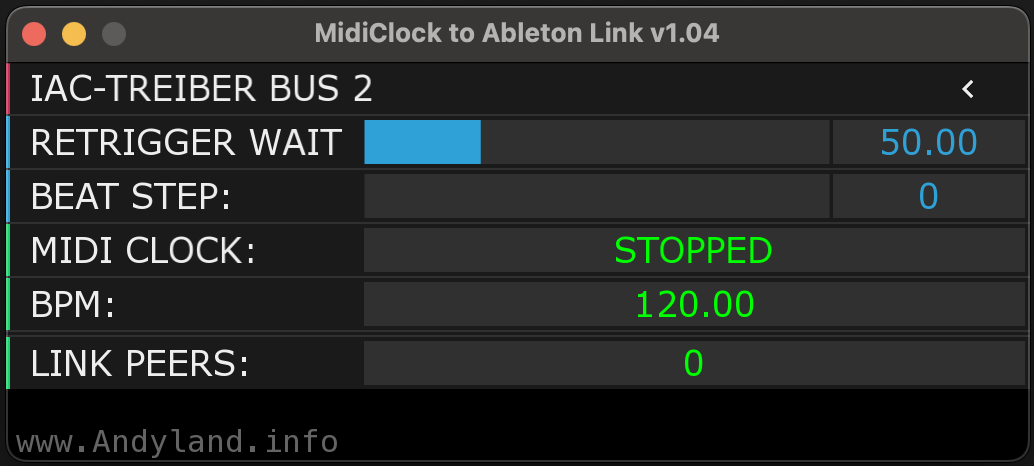 MidiClock to Ableton Link v1.04
IAC-TREIBER BUS 2 <
RETRIGGER WAIT 50.00
BEAT STEP: 0
MIDI CLOCK: STOPPED
BPM: 120.00
LINK PEERS: 0
www.Andyland.info